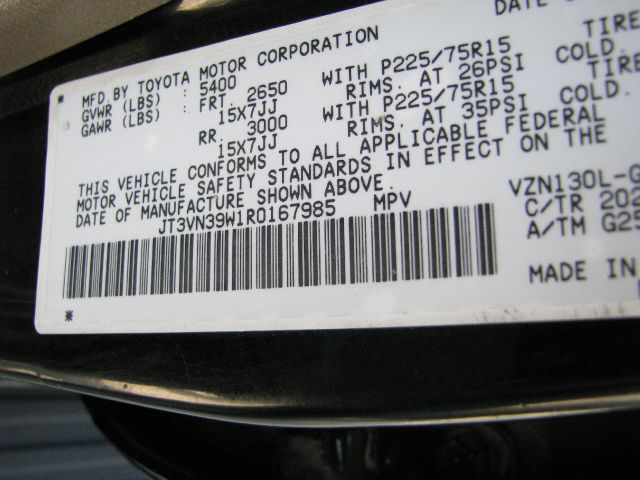 DATE
MFD.BY TOYOTA MOTOR CORPORATION
GVWR (LBS) : 5400
GAWR (LBS) : FRT. 2650 WITH P225/75R15 TIRE
15X7JJ RIMS. AT 26PSI COLD.
RR. 3000 WITH P225/75R15 TIRE
15X7JJ RIMS. AT 35PSI COLD.
THIS VEHICLE CONFORMS TO ALL APPLICABLE FEDERAL
MOTOR VEHICLE SAFETY STANDARDS IN EFFECT ON THE
DATE OF MANUFACTURE SHOWN ABOVE.
JT3VN39W1R0167985 MPV
VZN130L-G
C/TR 202
A/TM G25
MADE IN